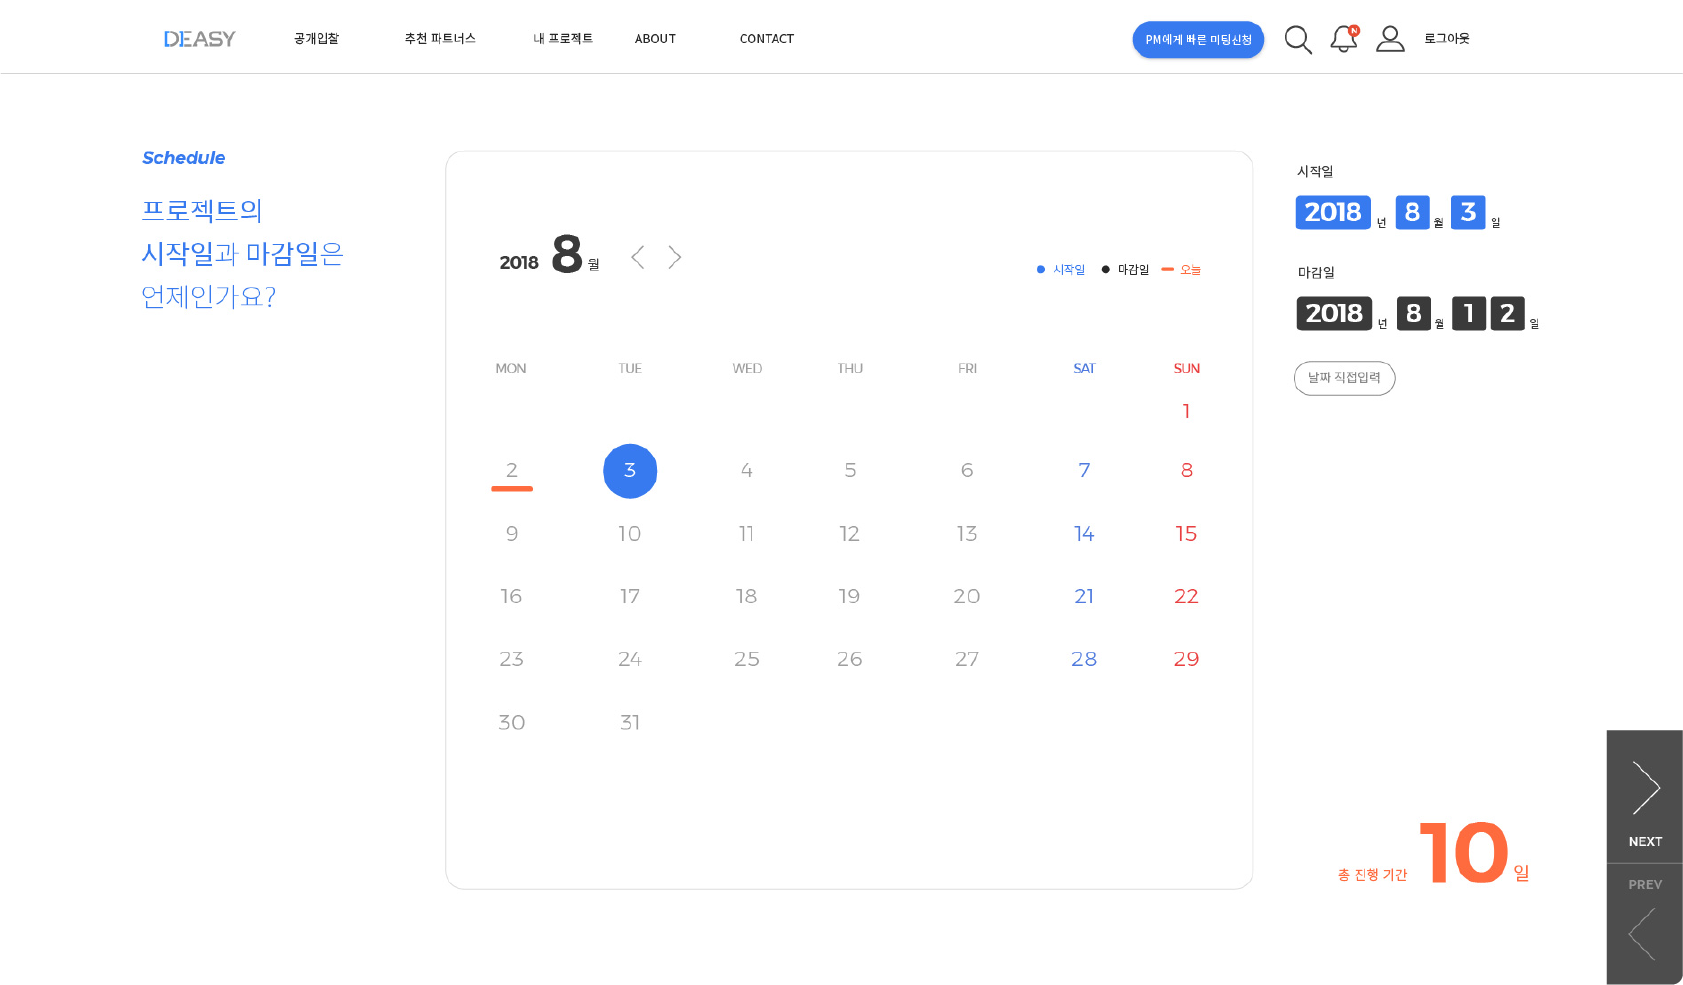 DEASY 공개입찰 추천 파트너스 내 프로젝트 ABOUT CONTACT PM에게 빠른 미팅신청 N 로그아웃
Schedule
프로젝트의
시작일과 마감일은
언제인가요?
2018 8 월
시작일 마감일 오늘
MON TUE WED THU FRI SAT SUN
1
2 3 4 5 6 7 8
9 10 11 12 13 14 15
16 17 18 19 20 21 22
23 24 25 26 27 28 29
30 31
시작일
2018 년 8 월 3 일
마감일
2018 년 8 월 1 2 일
날짜 직접입력
총 진행 기간 10 일
NEXT
PREV